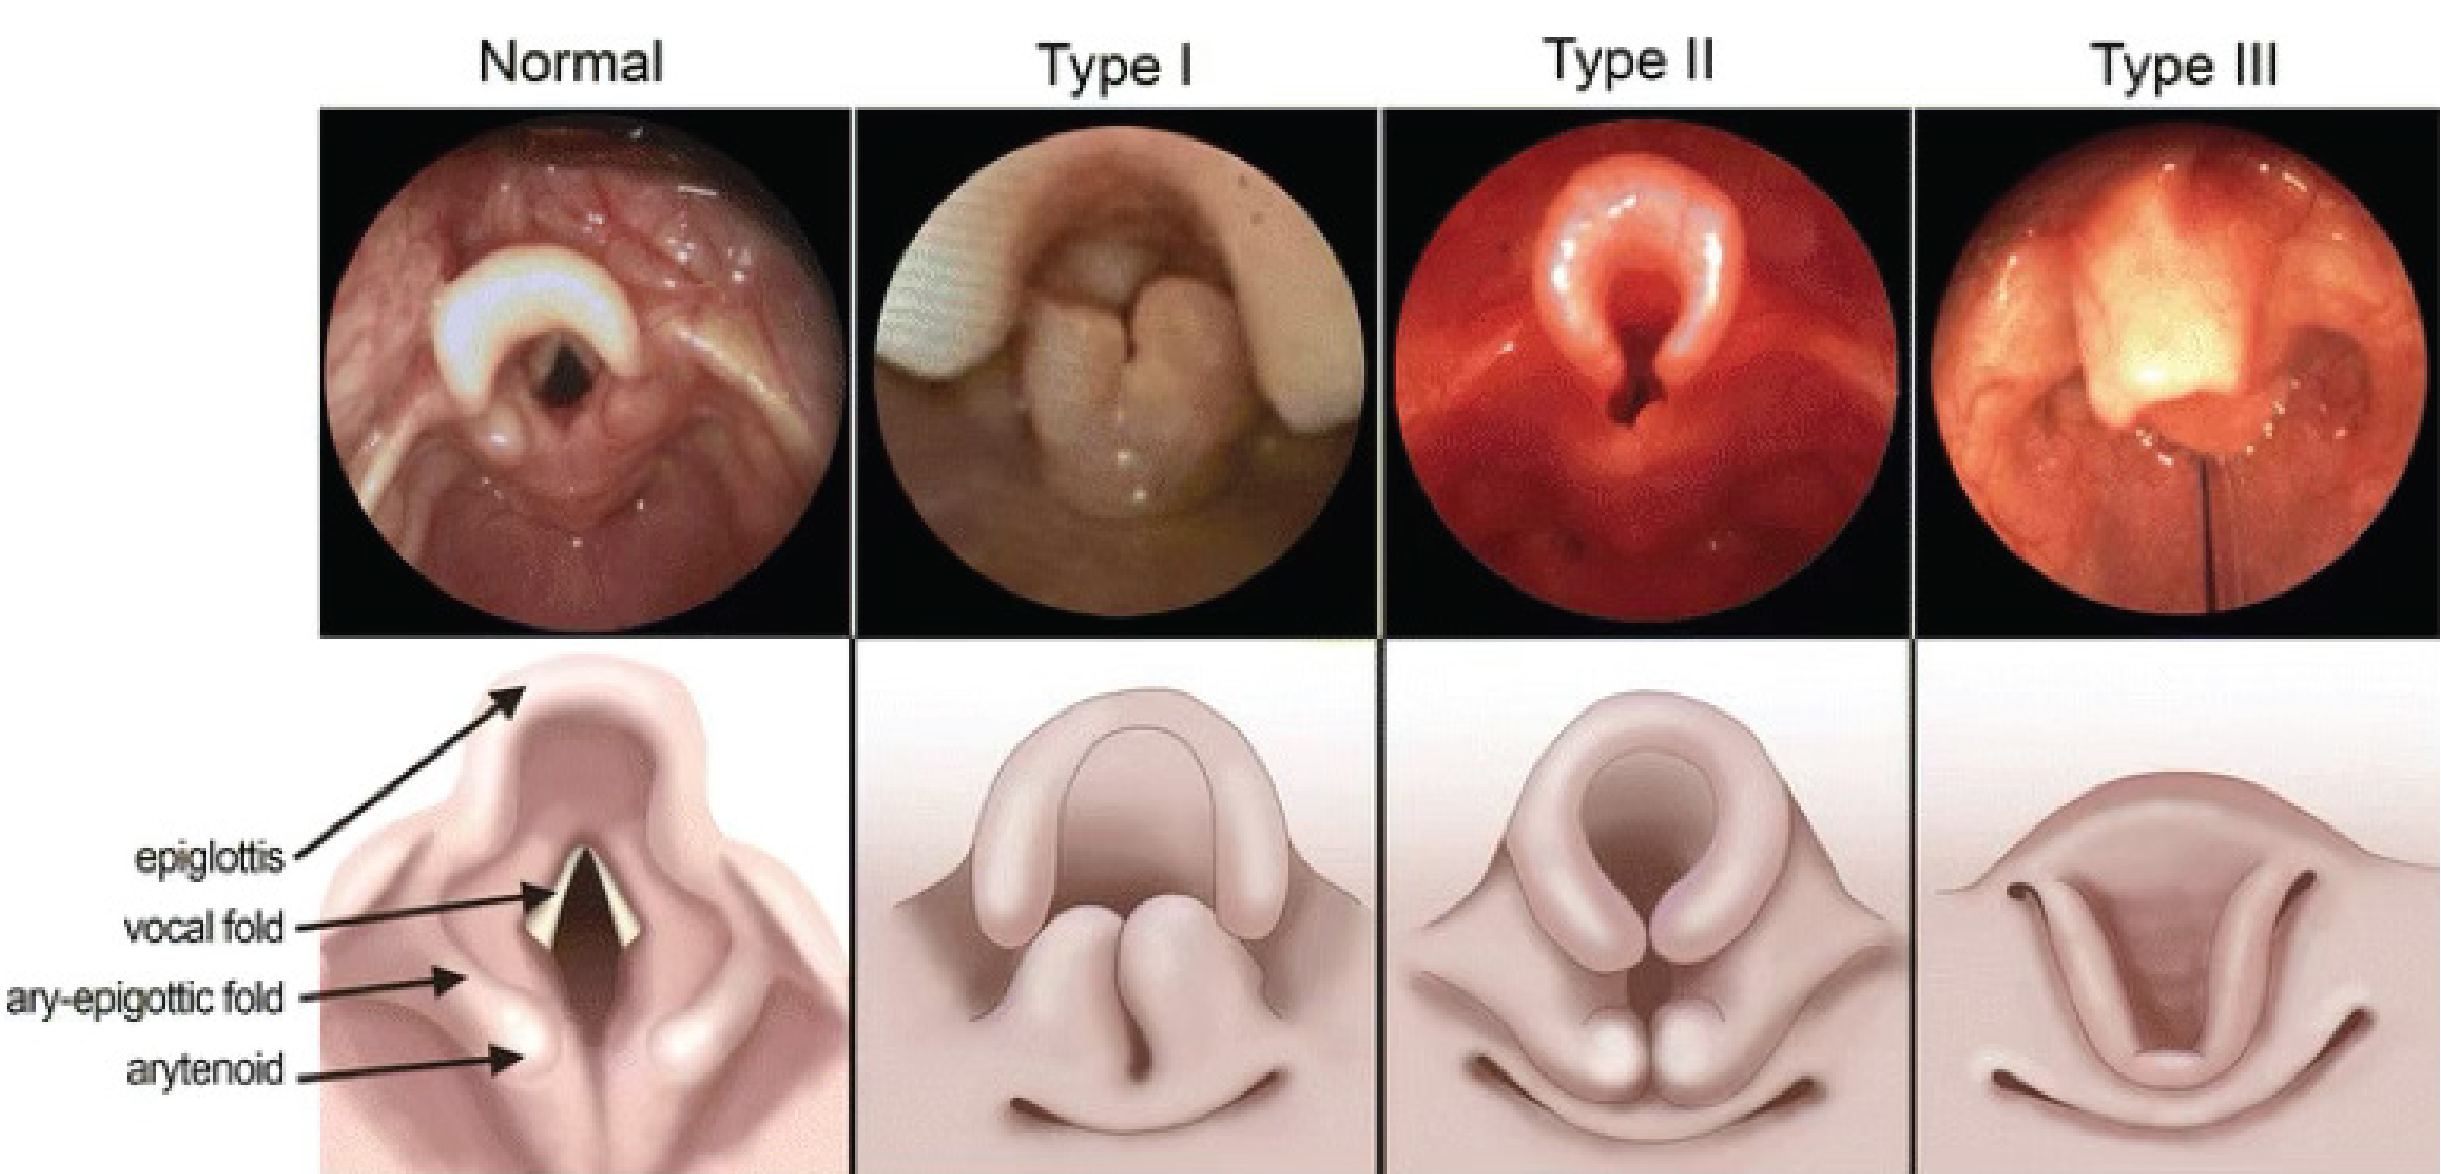 Normal
Type I
Type II
Type III
epiglottis
vocal fold
ary-epigottic fold
arytenoid